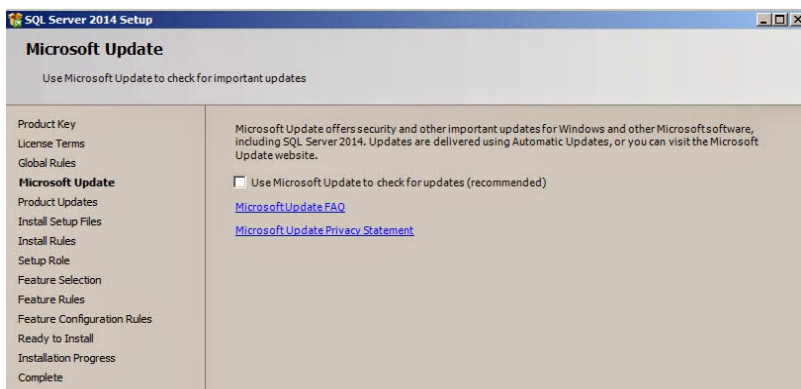 SQL Server 2014 Setup
Microsoft Update
Use Microsoft Update to check for important updates
Product Key
License Terms
Global Rules
Microsoft Update
Product Updates
Install Setup Files
Install Rules
Setup Role
Feature Selection
Feature Rules
Feature Configuration Rules
Ready to Install
Installation Progress
Complete
Microsoft Update offers security and other important updates for Windows and other Microsoft software,
including SQL Server 2014. Updates are delivered using Automatic Updates, or you can visit the Microsoft
Update website.
Use Microsoft Update to check for updates (recommended)
Microsoft Update FAQ
Microsoft Update Privacy Statement